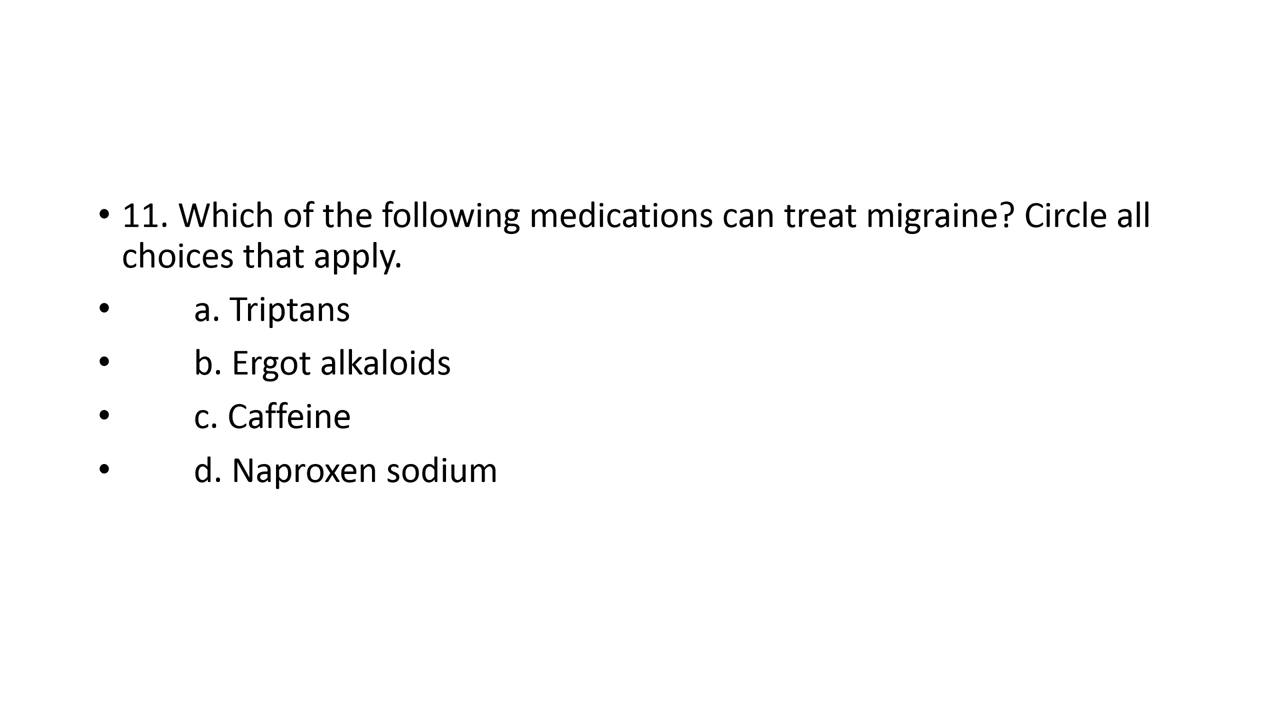 • 11. Which of the following medications can treat migraine? Circle all
choices that apply.
• a. Triptans
• b. Ergot alkaloids
• c. Caffeine
• d. Naproxen sodium